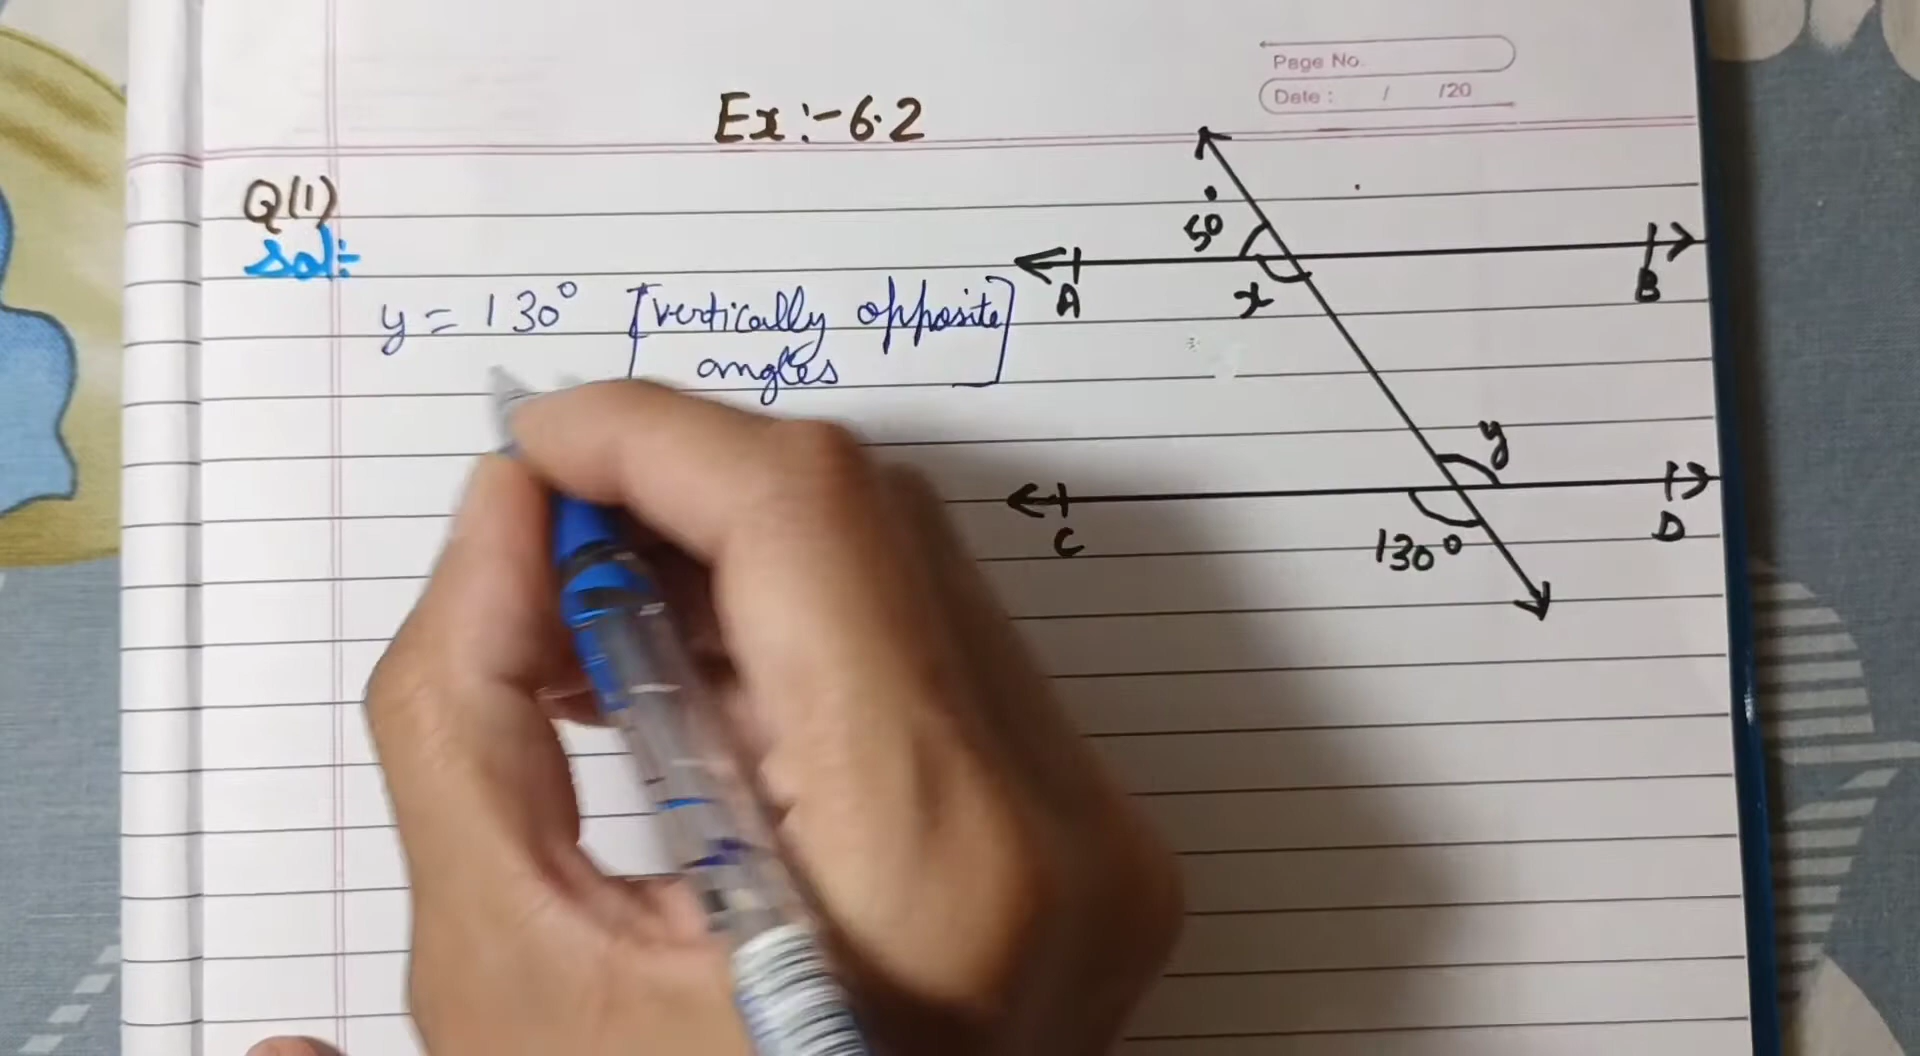 Page No.
Date : / /20
Ex:-6.2
Q(1)
Sol:-
y = 130° [vertically opposite
angles]
50°
A
B
x
y
C
D
130°